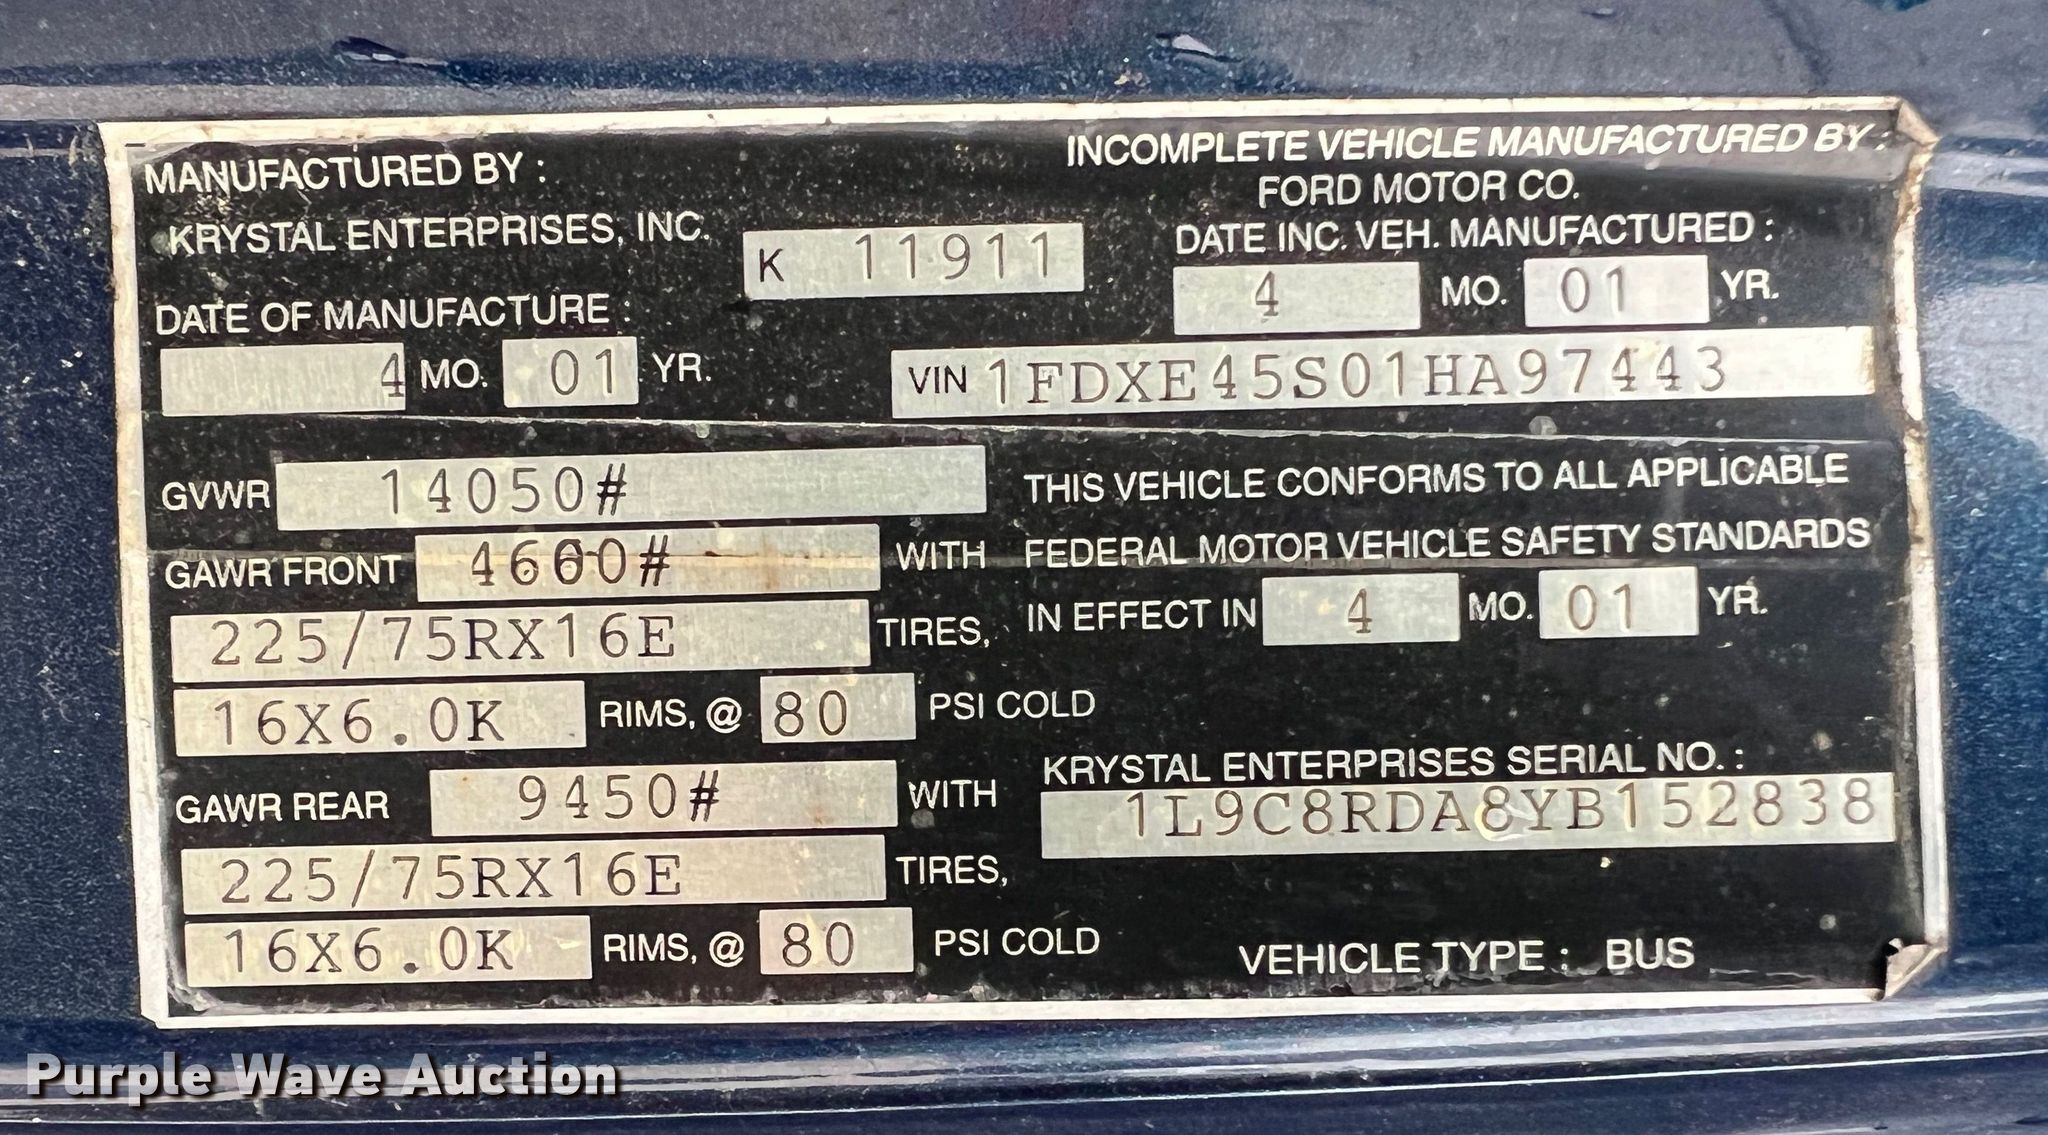 MANUFACTURED BY :
KRYSTAL ENTERPRISES, INC.
K 11911
DATE OF MANUFACTURE :
4 MO. 01 YR.
INCOMPLETE VEHICLE MANUFACTURED BY :
FORD MOTOR CO.
DATE INC. VEH. MANUFACTURED :
4 MO. 01 YR.
VIN 1FDXE45S01HA97443
GVWR 14050#
GAWR FRONT 4600# WITH
225/75RX16E TIRES,
16X6.0K RIMS, @ 80 PSI COLD
GAWR REAR 9450# WITH
225/75RX16E TIRES,
16X6.0K RIMS, @ 80 PSI COLD
THIS VEHICLE CONFORMS TO ALL APPLICABLE
FEDERAL MOTOR VEHICLE SAFETY STANDARDS
IN EFFECT IN 4 MO. 01 YR.
KRYSTAL ENTERPRISES SERIAL NO. :
1L9C8RDA8YB152838
VEHICLE TYPE : BUS
Purple Wave Auction